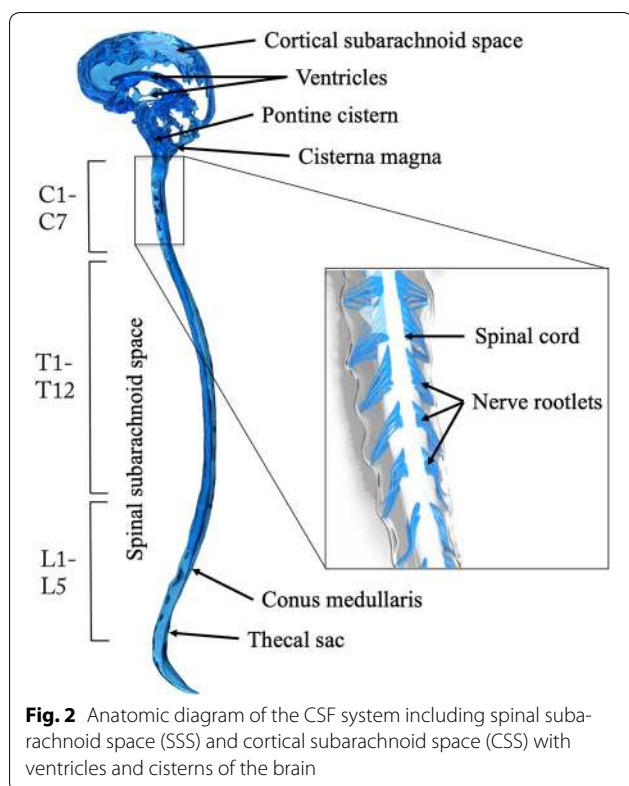 Cortical subarachnoid space
Ventricles
Pontine cistern
Cisterna magna
C1-
C7
Spinal cord
Nerve rootlets
T1-
T12
Spinal subarachnoid space
L1-
L5
Conus medullaris
Thecal sac
Fig. 2 Anatomic diagram of the CSF system including spinal suba-
rachnoid space (SSS) and cortical subarachnoid space (CSS) with
ventricles and cisterns of the brain